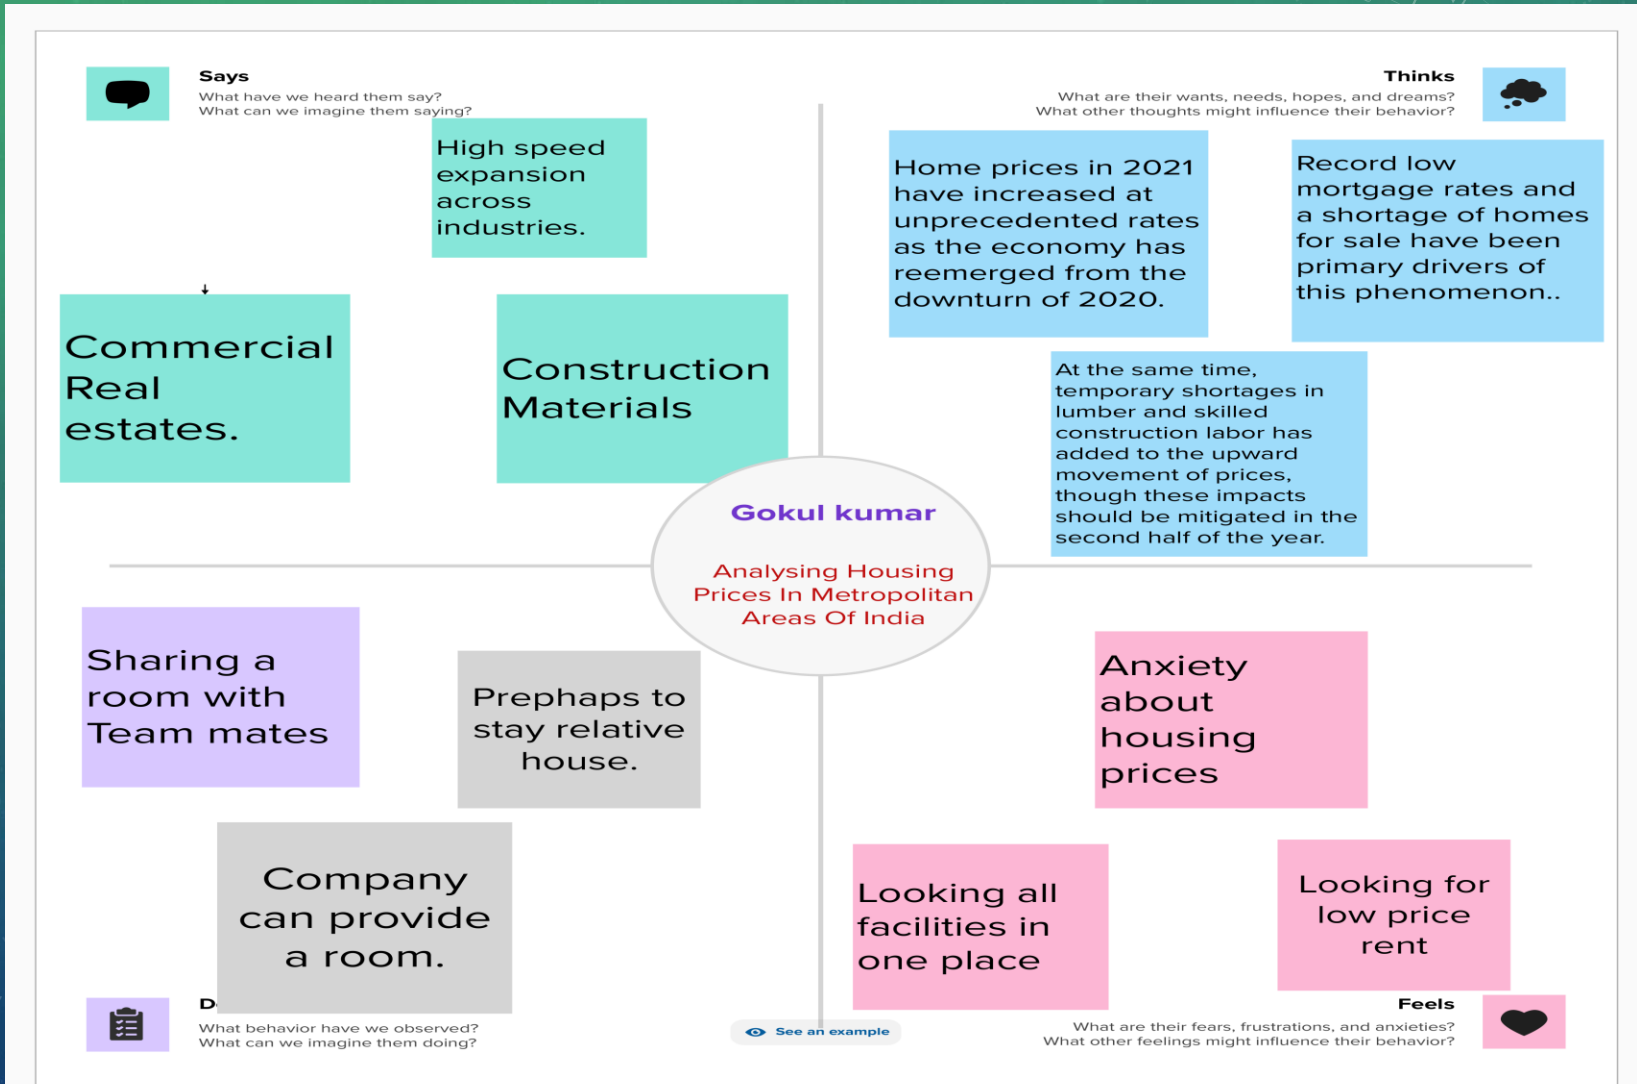 Says
What have we heard them say?
What can we imagine them saying?
High speed
expansion
across
industries.
Commercial
Real
estates.
Construction
Materials
Thinks
What are their wants, needs, hopes, and dreams?
What other thoughts might influence their behavior?
Home prices in 2021
have increased at
unprecedented rates
as the economy has
reemerged from the
downturn of 2020.
Record low
mortgage rates and
a shortage of homes
for sale have been
primary drivers of
this phenomenon..
At the same time,
temporary shortages in
lumber and skilled
construction labor has
added to the upward
movement of prices,
though these impacts
should be mitigated in the
second half of the year.
Gokul kumar
Analysing Housing
Prices In Metropolitan
Areas Of India
Sharing a
room with
Team mates
Prephaps to
stay relative
house.
Company
can provide
a room.
What behavior have we observed?
What can we imagine them doing?
Anxiety
about
housing
prices
Looking all
facilities in
one place
Looking for
low price
rent
Feels
What are their fears, frustrations, and anxieties?
What other feelings might influence their behavior?
See an example